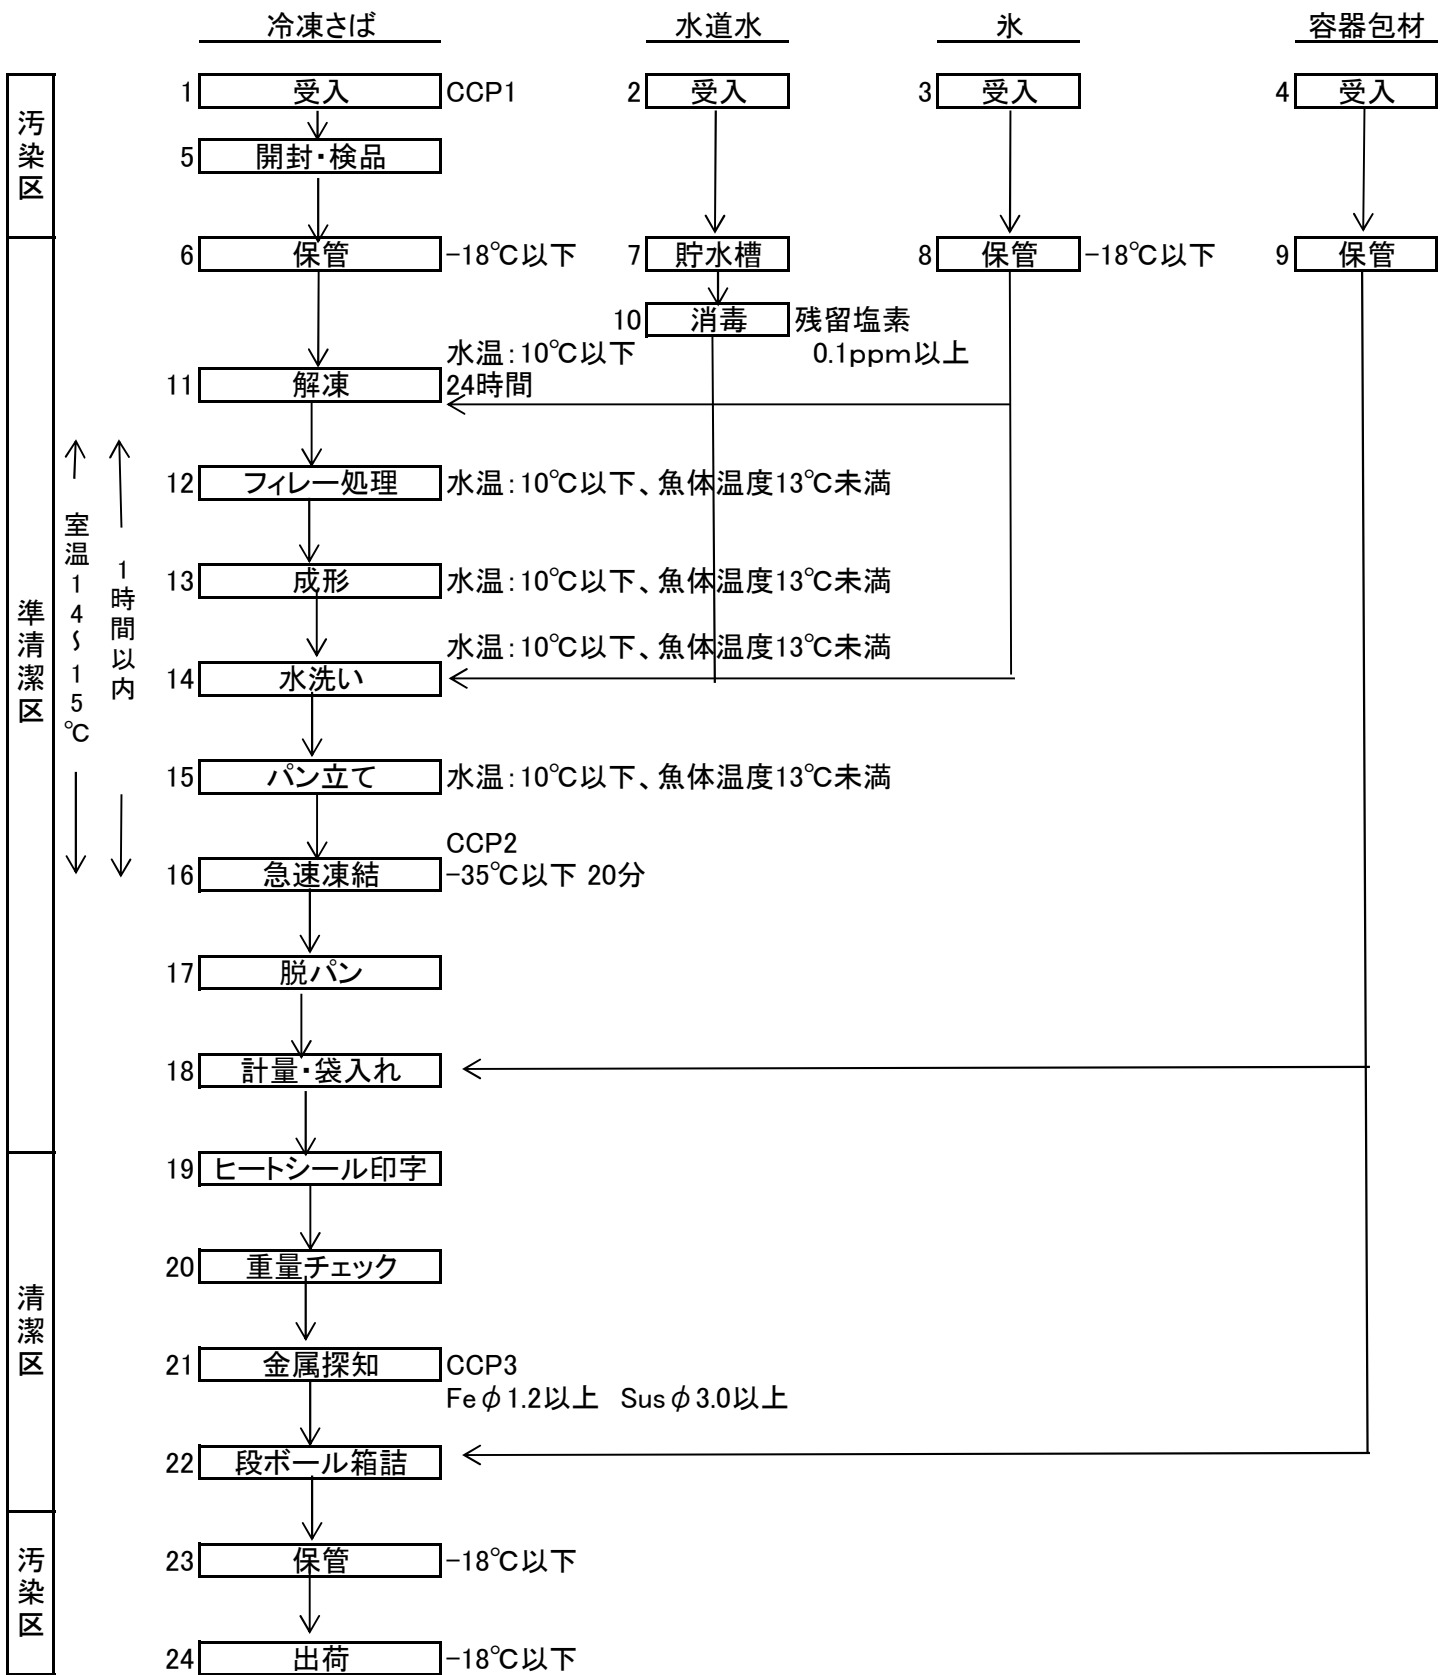 冷凍さば 水道水 氷 容器包材
汚染区
1 受入 CCP1 2 受入 3 受入 4 受入
5 開封・検品
準清潔区
6 保管 -18℃以下 7 貯水槽 8 保管 -18℃以下 9 保管
10 消毒 残留塩素
0.1ppm以上
水温：10℃以下
11 解凍 24時間
室温14～15℃
1時間以内
12 フィレー処理 水温：10℃以下、魚体温度13℃未満
13 成形 水温：10℃以下、魚体温度13℃未満
水温：10℃以下、魚体温度13℃未満
14 水洗い
15 パン立て 水温：10℃以下、魚体温度13℃未満
CCP2
16 急速凍結 -35℃以下 20分
17 脱パン
18 計量・袋入れ
清潔区
19 ヒートシール印字
20 重量チェック
21 金属探知 CCP3
Feφ1.2以上 Susφ3.0以上
22 段ボール箱詰
汚染区
23 保管 -18℃以下
24 出荷 -18℃以下